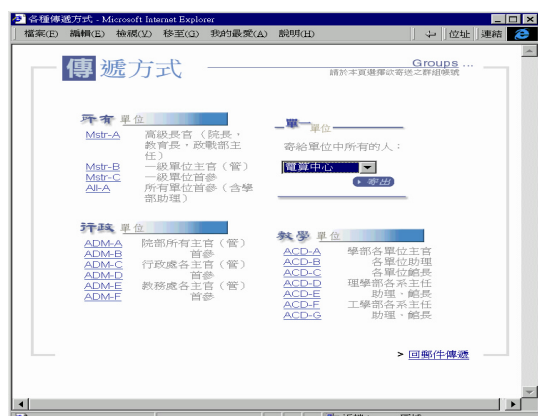 各種傳遞方式 - Microsoft Internet Explorer
檔案(F) 編輯(E) 檢視(V) 移至(G) 我的最愛(A) 說明(H) 位址 連結
傳遞方式
Groups ...
請於本頁選擇欲寄送之群組帳號
所有 單位
Mstr-A 高級長官（院長，
教育長，政戰部主
任）
Mstr-B 一級單位主官（管）
Mstr-C 一級單位首參
All-A 所有單位首參（含學
部助理）
單一 單位
寄給單位中所有的人：
電算中心
寄出
行政 單位
ADM-A 院部所有主官（管）
ADM-B 首參
ADM-C 行政處各主官（管）
ADM-D 首參
ADM-E 教務處各主官（管）
ADM-F 首參
教學 單位
ACD-A 學部各單位主官
ACD-B 各單位助理
ACD-C 各單位館長
ACD-D 理學部各系主任
ACD-E 助理，館長
ACD-F 工學部各系主任
ACD-G 助理，館長
> 回郵件傳遞